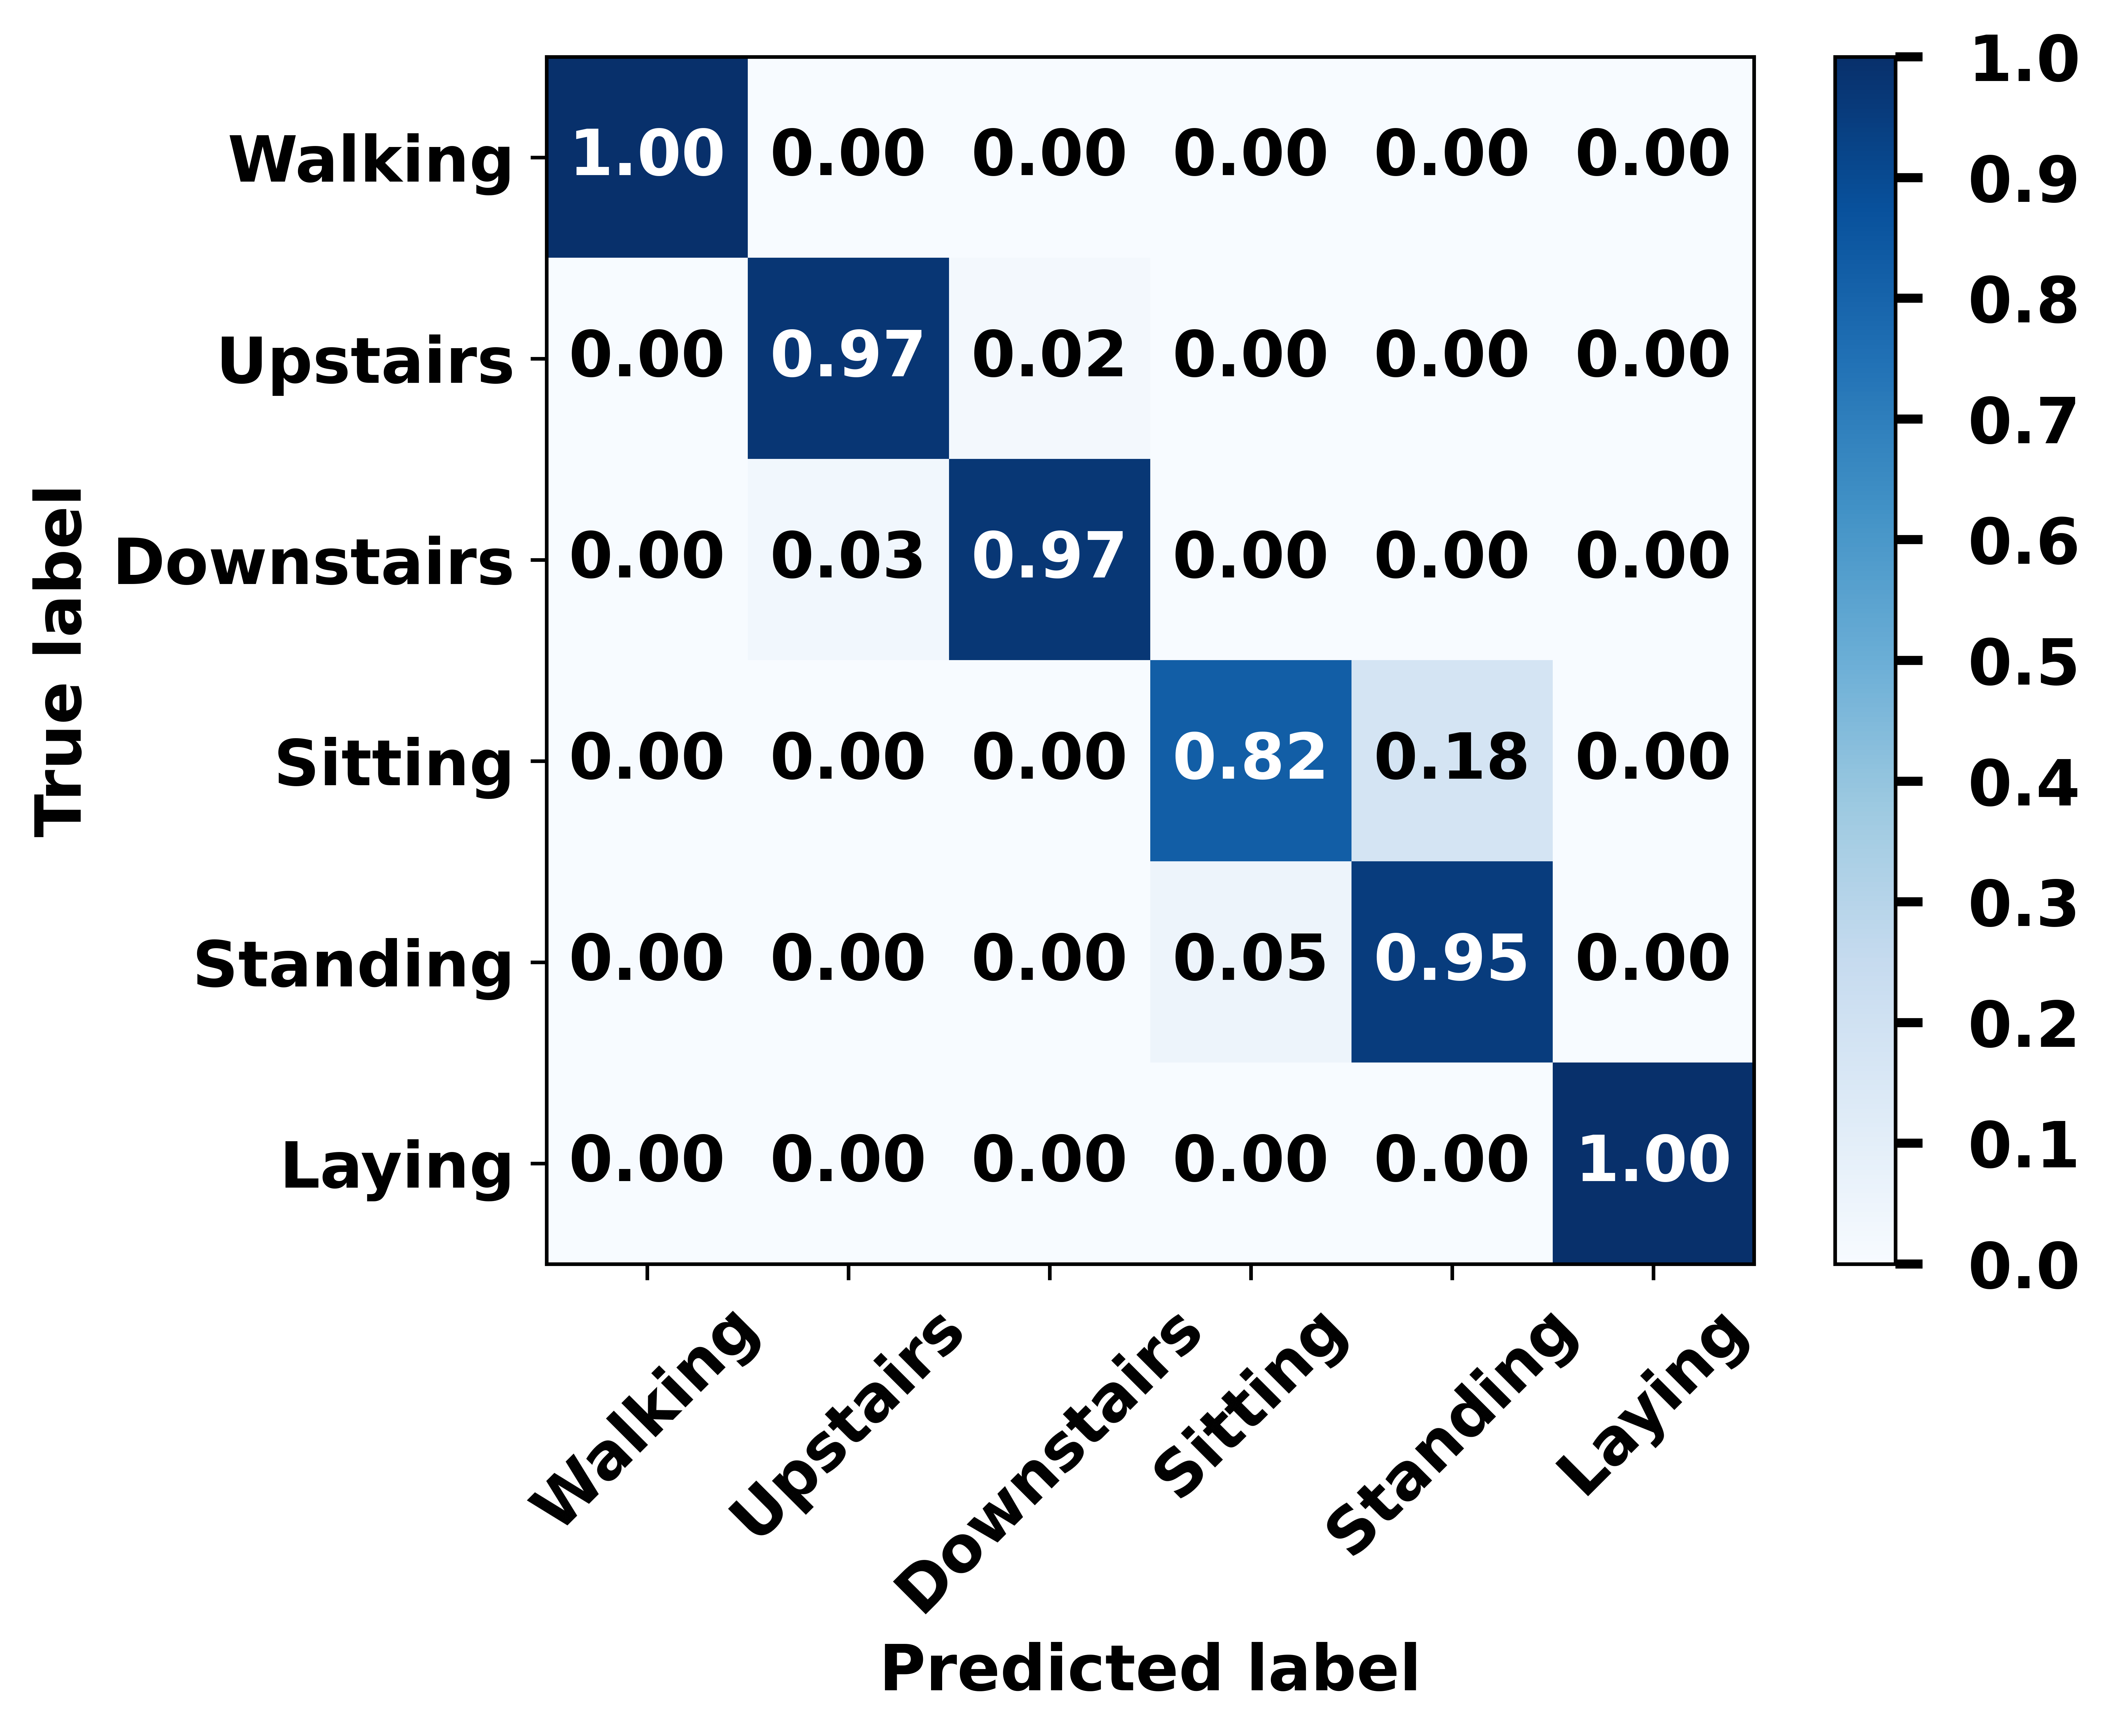 True label
Walking 1.00 0.00 0.00 0.00 0.00 0.00
Upstairs 0.00 0.97 0.02 0.00 0.00 0.00
Downstairs 0.00 0.03 0.97 0.00 0.00 0.00
Sitting 0.00 0.00 0.00 0.82 0.18 0.00
Standing 0.00 0.00 0.00 0.05 0.95 0.00
Laying 0.00 0.00 0.00 0.00 0.00 1.00
Walking
Upstairs
Downstairs
Sitting
Standing
Laying
Predicted label
1.0
0.9
0.8
0.7
0.6
0.5
0.4
0.3
0.2
0.1
0.0